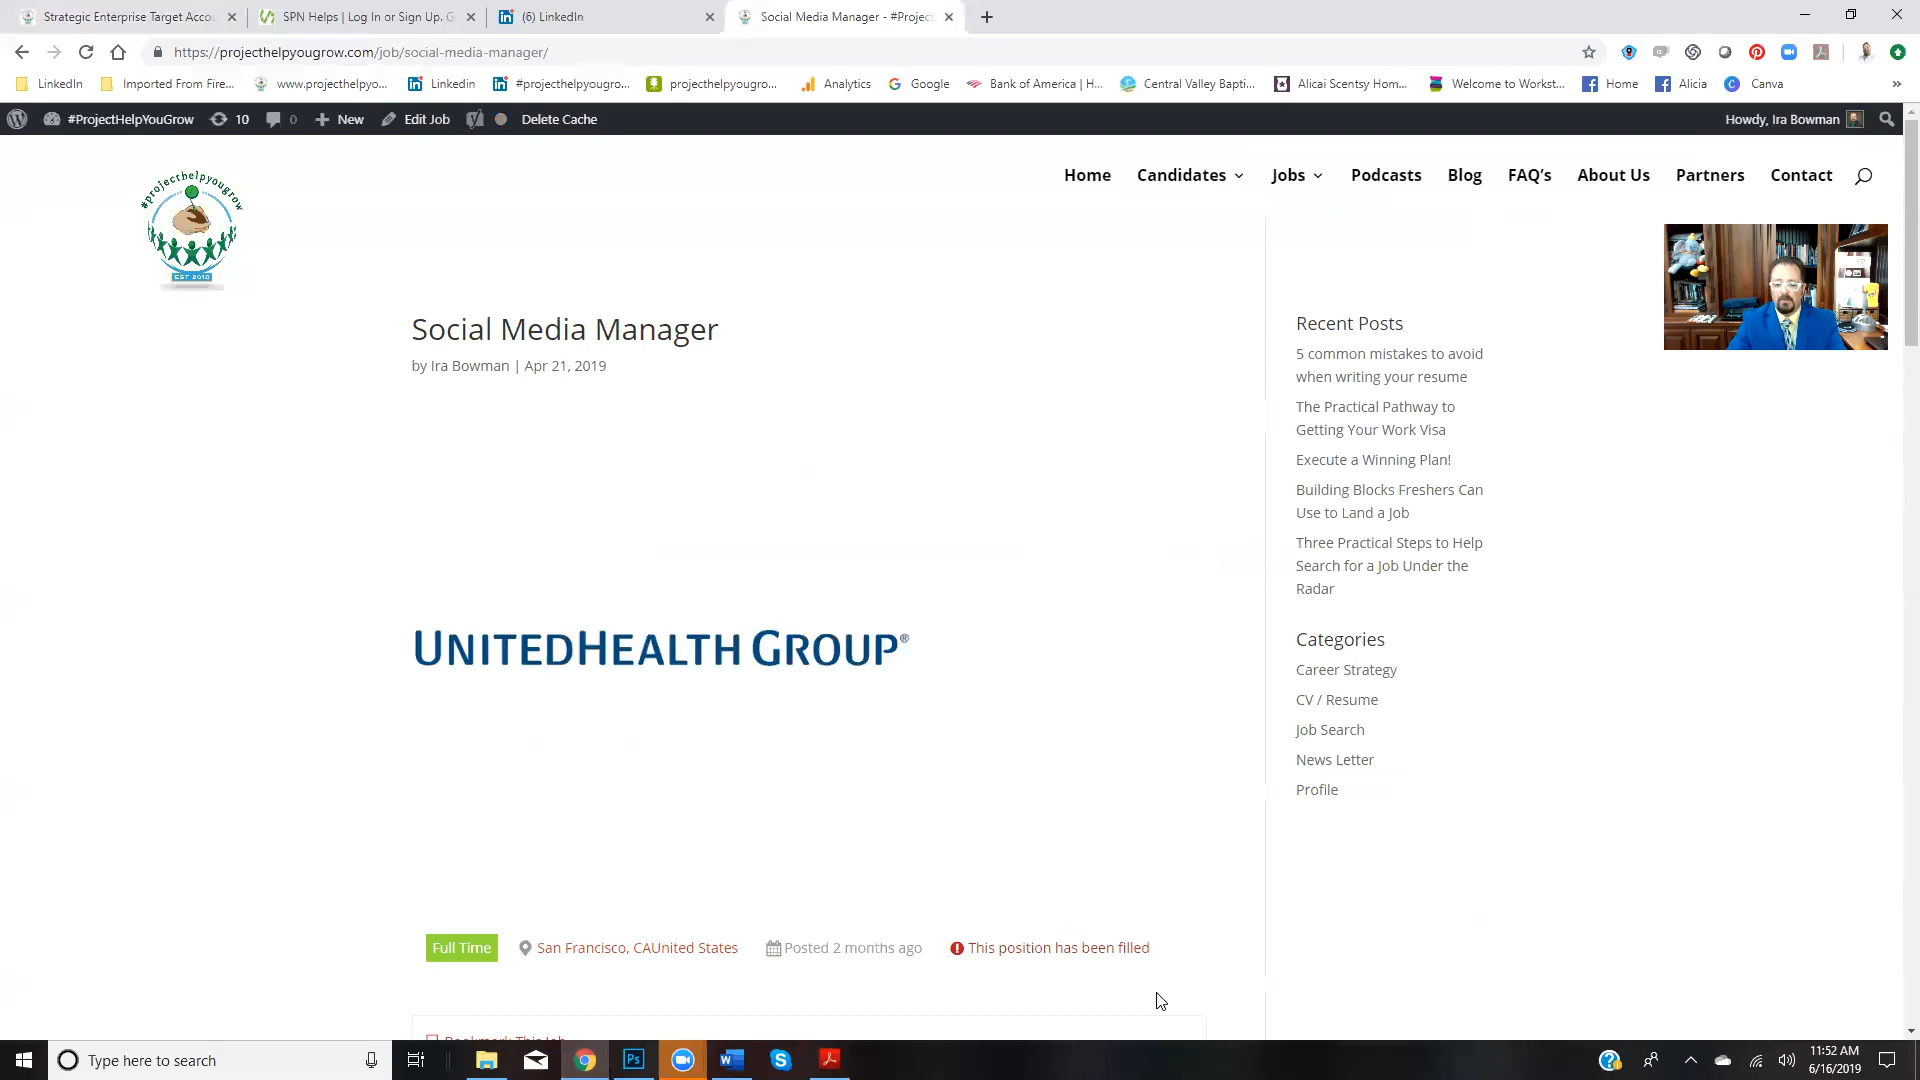 Strategic Enterprise Target Accou
SPN Helps | Log In or Sign Up. G
(6) LinkedIn
Social Media Manager - #Project
https://projecthelpyougrow.com/job/social-media-manager/
LinkedIn
Imported From Fire...
www.projecthelpyo...
Linkedin
#projecthelpyougro...
projecthelpyougro...
Analytics
Google
Bank of America | H...
Central Valley Bapti...
Alicai Scentsy Hom...
Welcome to Workst...
Home
Alicia
Canva
#ProjectHelpYouGrow
10
0
New
Edit Job
Delete Cache
Howdy, Ira Bowman
#projecthelpyougrow
EST 2018
Home
Candidates
Jobs
Podcasts
Blog
FAQ's
About Us
Partners
Contact
Social Media Manager
by Ira Bowman | Apr 21, 2019
UNITEDHEALTH GROUP®
Full Time
San Francisco, CAUnited States
Posted 2 months ago
This position has been filled
Bookmark This Job
Recent Posts
5 common mistakes to avoid
when writing your resume
The Practical Pathway to
Getting Your Work Visa
Execute a Winning Plan!
Building Blocks Freshers Can
Use to Land a Job
Three Practical Steps to Help
Search for a Job Under the
Radar
Categories
Career Strategy
CV / Resume
Job Search
News Letter
Profile
Type here to search
11:52 AM
6/16/2019